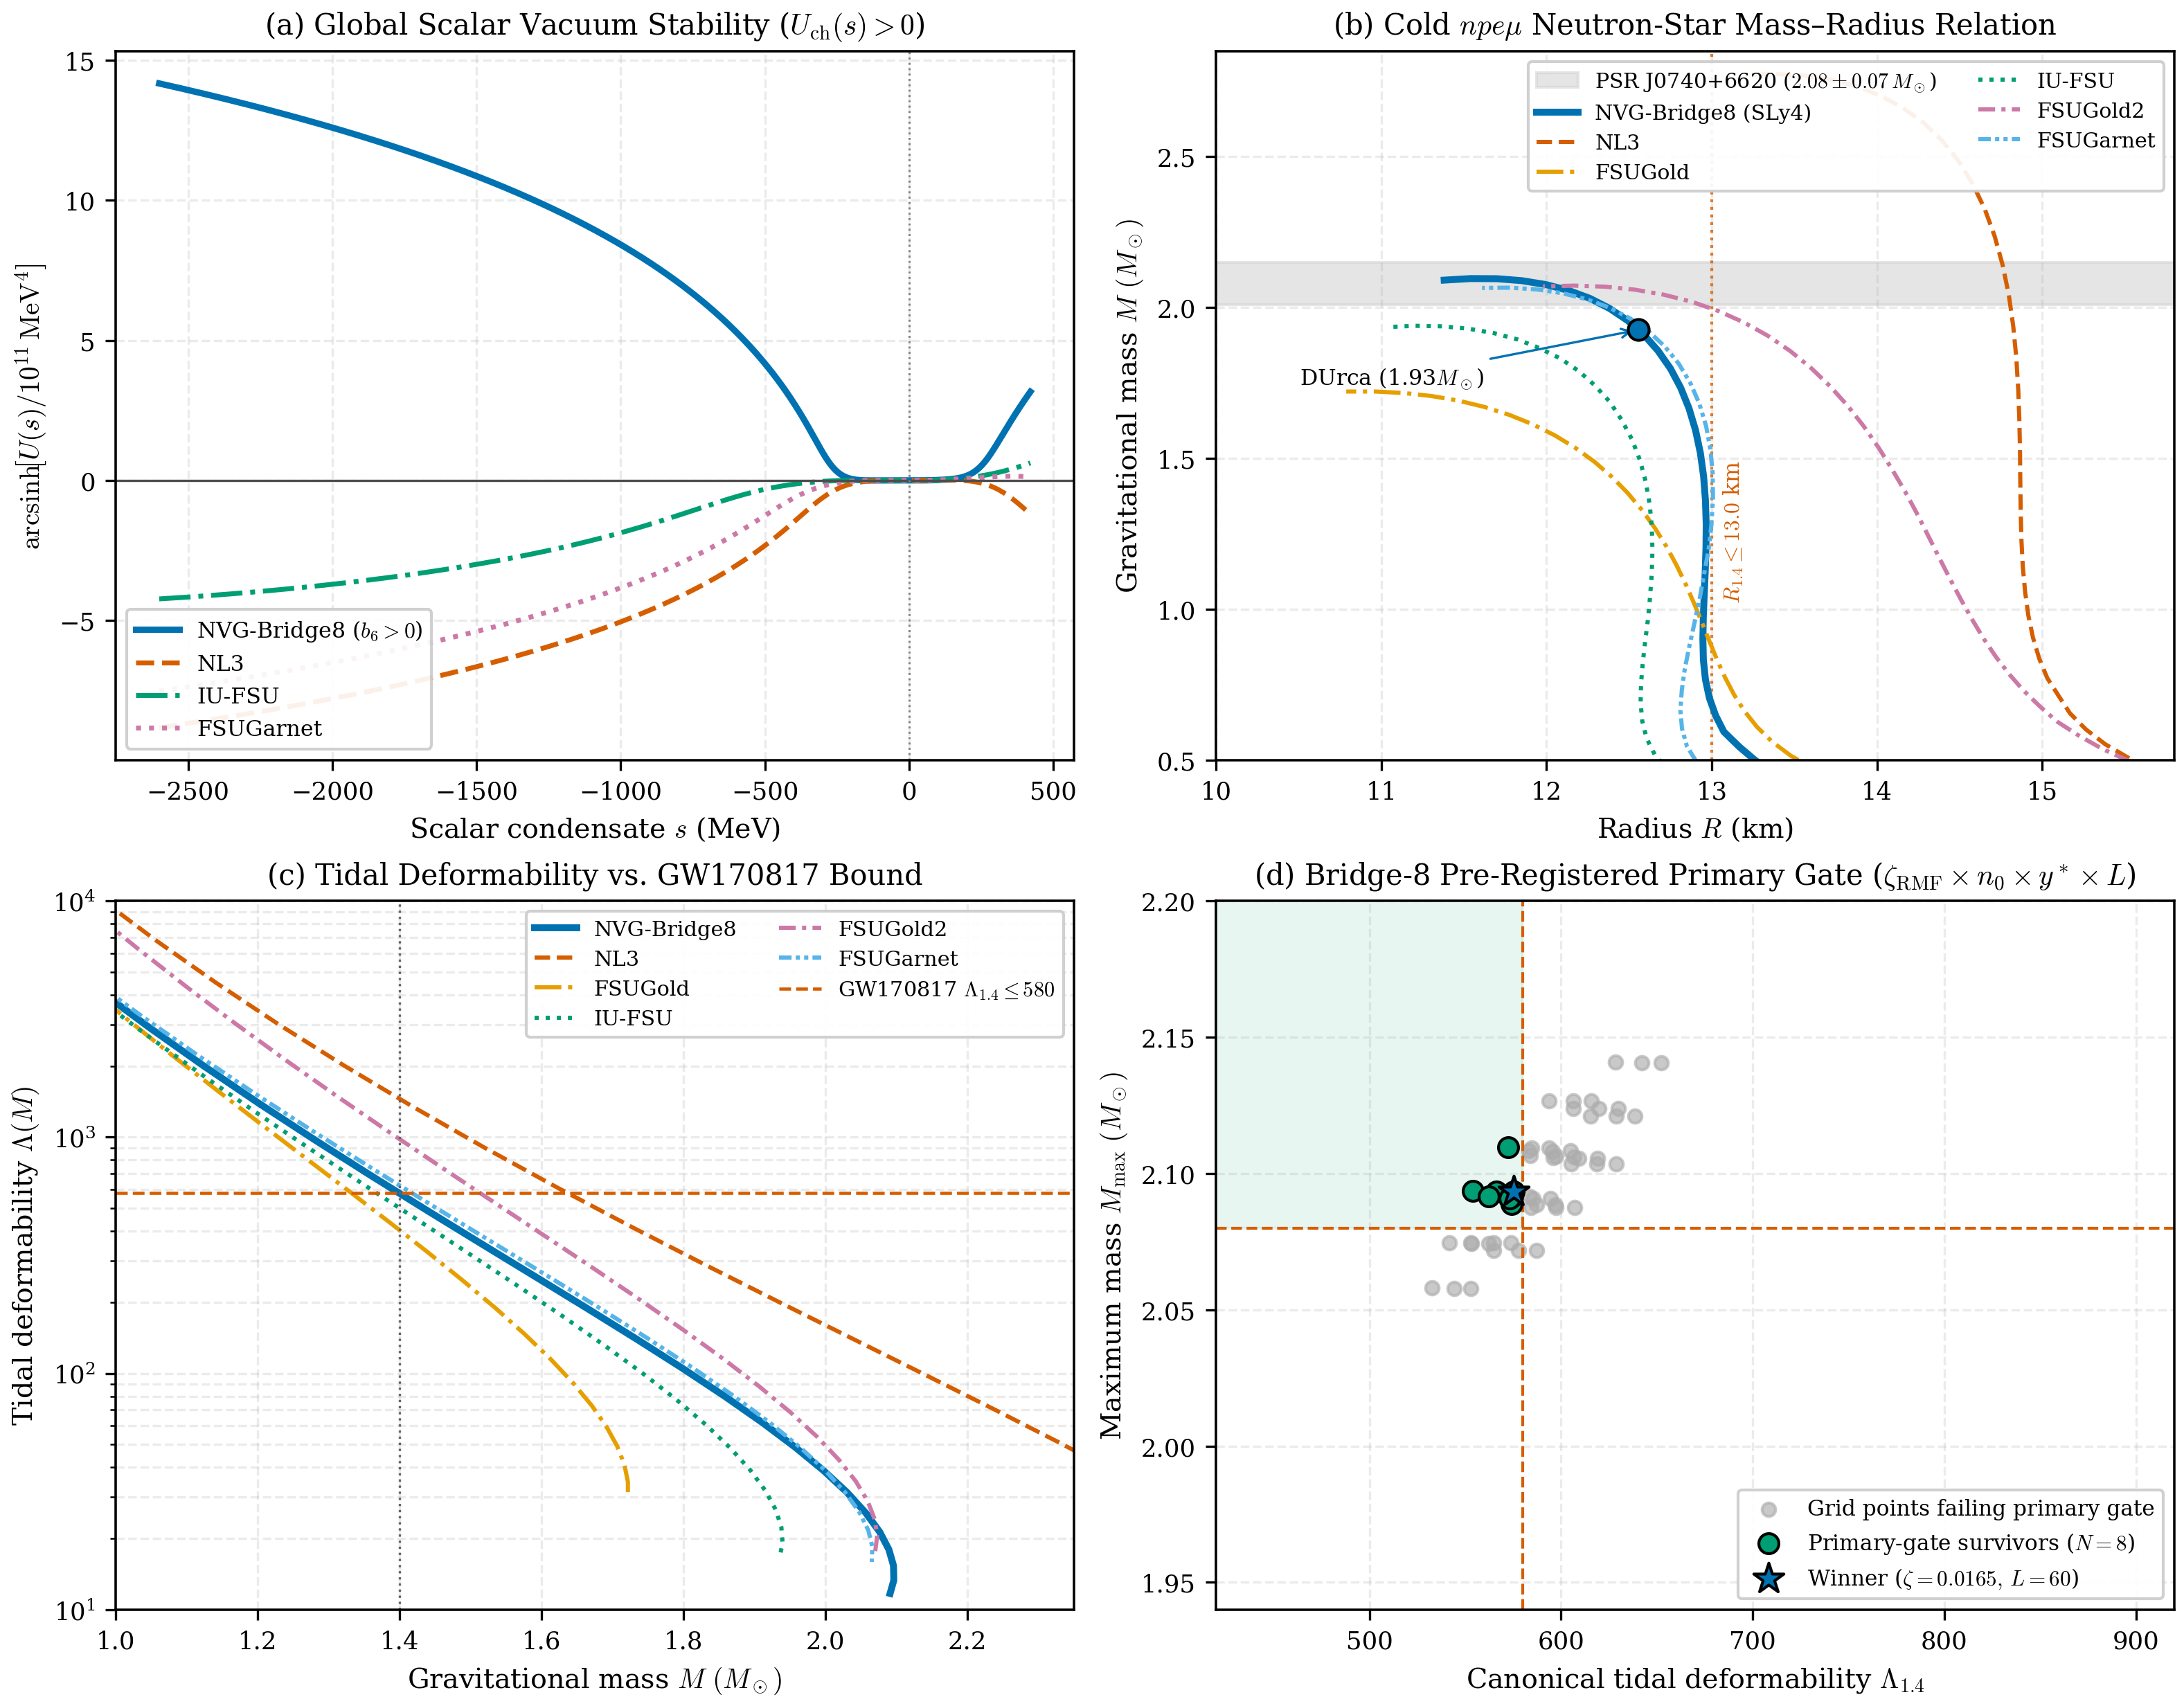 (a) Global Scalar Vacuum Stability (U_ch(s) > 0)
15
10
5
0
−5
arcsinh[U(s)/10^11 MeV^4]
NVG-Bridge8 (b_6 > 0)
NL3
IU-FSU
FSUGarnet
−2500 −2000 −1500 −1000 −500 0 500
Scalar condensate s (MeV)
(b) Cold npeμ Neutron-Star Mass–Radius Relation
PSR J0740+6620 (2.08 ± 0.07 M_⊙)
NVG-Bridge8 (SLy4)
NL3
FSUGold
IU-FSU
FSUGold2
FSUGarnet
2.5
2.0
1.5
1.0
0.5
Gravitational mass M (M_⊙)
DUrca (1.93M_⊙)
R_1.4 ≤ 13.0 km
10 11 12 13 14 15
Radius R (km)
(c) Tidal Deformability vs. GW170817 Bound
10^4
10^3
10^2
10^1
Tidal deformability Λ(M)
NVG-Bridge8
NL3
FSUGold
IU-FSU
FSUGold2
FSUGarnet
GW170817 Λ_1.4 ≤ 580
1.0 1.2 1.4 1.6 1.8 2.0 2.2
Gravitational mass M (M_⊙)
(d) Bridge-8 Pre-Registered Primary Gate (ζ_RMF × n_0 × y* × L)
2.20
2.15
2.10
2.05
2.00
1.95
Maximum mass M_max (M_⊙)
Grid points failing primary gate
Primary-gate survivors (N = 8)
Winner (ζ = 0.0165, L = 60)
500 600 700 800 900
Canonical tidal deformability Λ_1.4